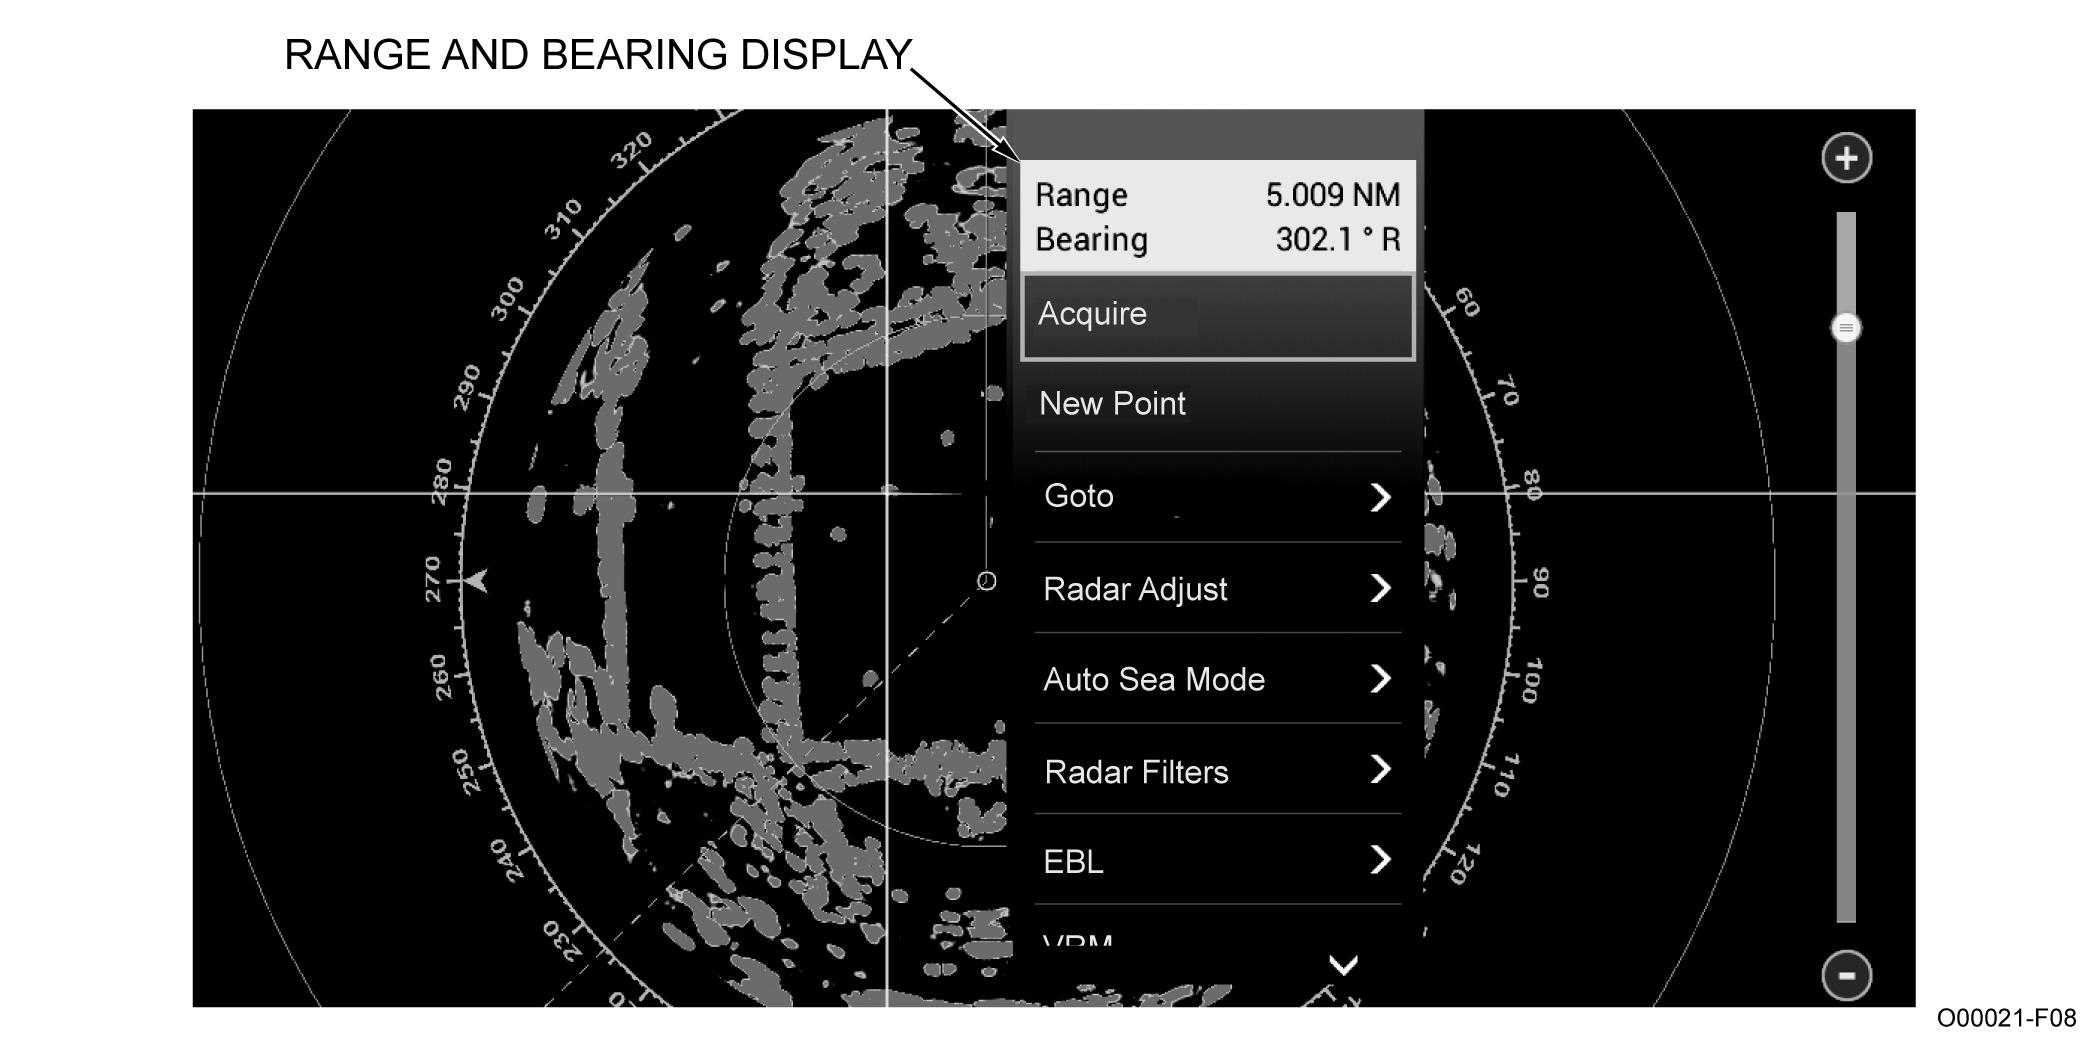 RANGE AND BEARING DISPLAY
Range 5.009 NM
Bearing 302.1 ° R
Acquire
New Point
Goto
Radar Adjust
Auto Sea Mode
Radar Filters
EBL
VRM
320
310
300
290
280
270
260
250
240
230
60
70
80
90
100
110
120
+
-
O00021-F08